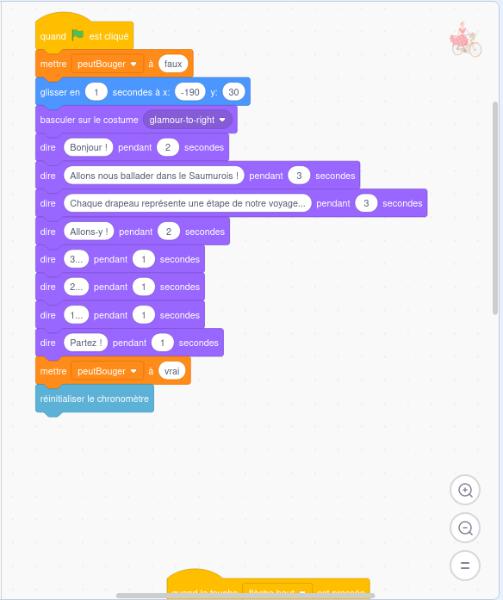 quand est cliqué
mettre peutBouger à faux
glisser en 1 secondes à x: -190 y: 30
basculer sur le costume glamour-to-right
dire Bonjour ! pendant 2 secondes
dire Allons nous ballader dans le Saumurois ! pendant 3 secondes
dire Chaque drapeau représente une étape de notre voyage... pendant 3 secondes
dire Allons-y ! pendant 2 secondes
dire 3... pendant 1 secondes
dire 2... pendant 1 secondes
dire 1... pendant 1 secondes
dire Partez ! pendant 1 secondes
mettre peutBouger à vrai
réinitialiser le chronomètre
quand la touche flèche haut est pressée